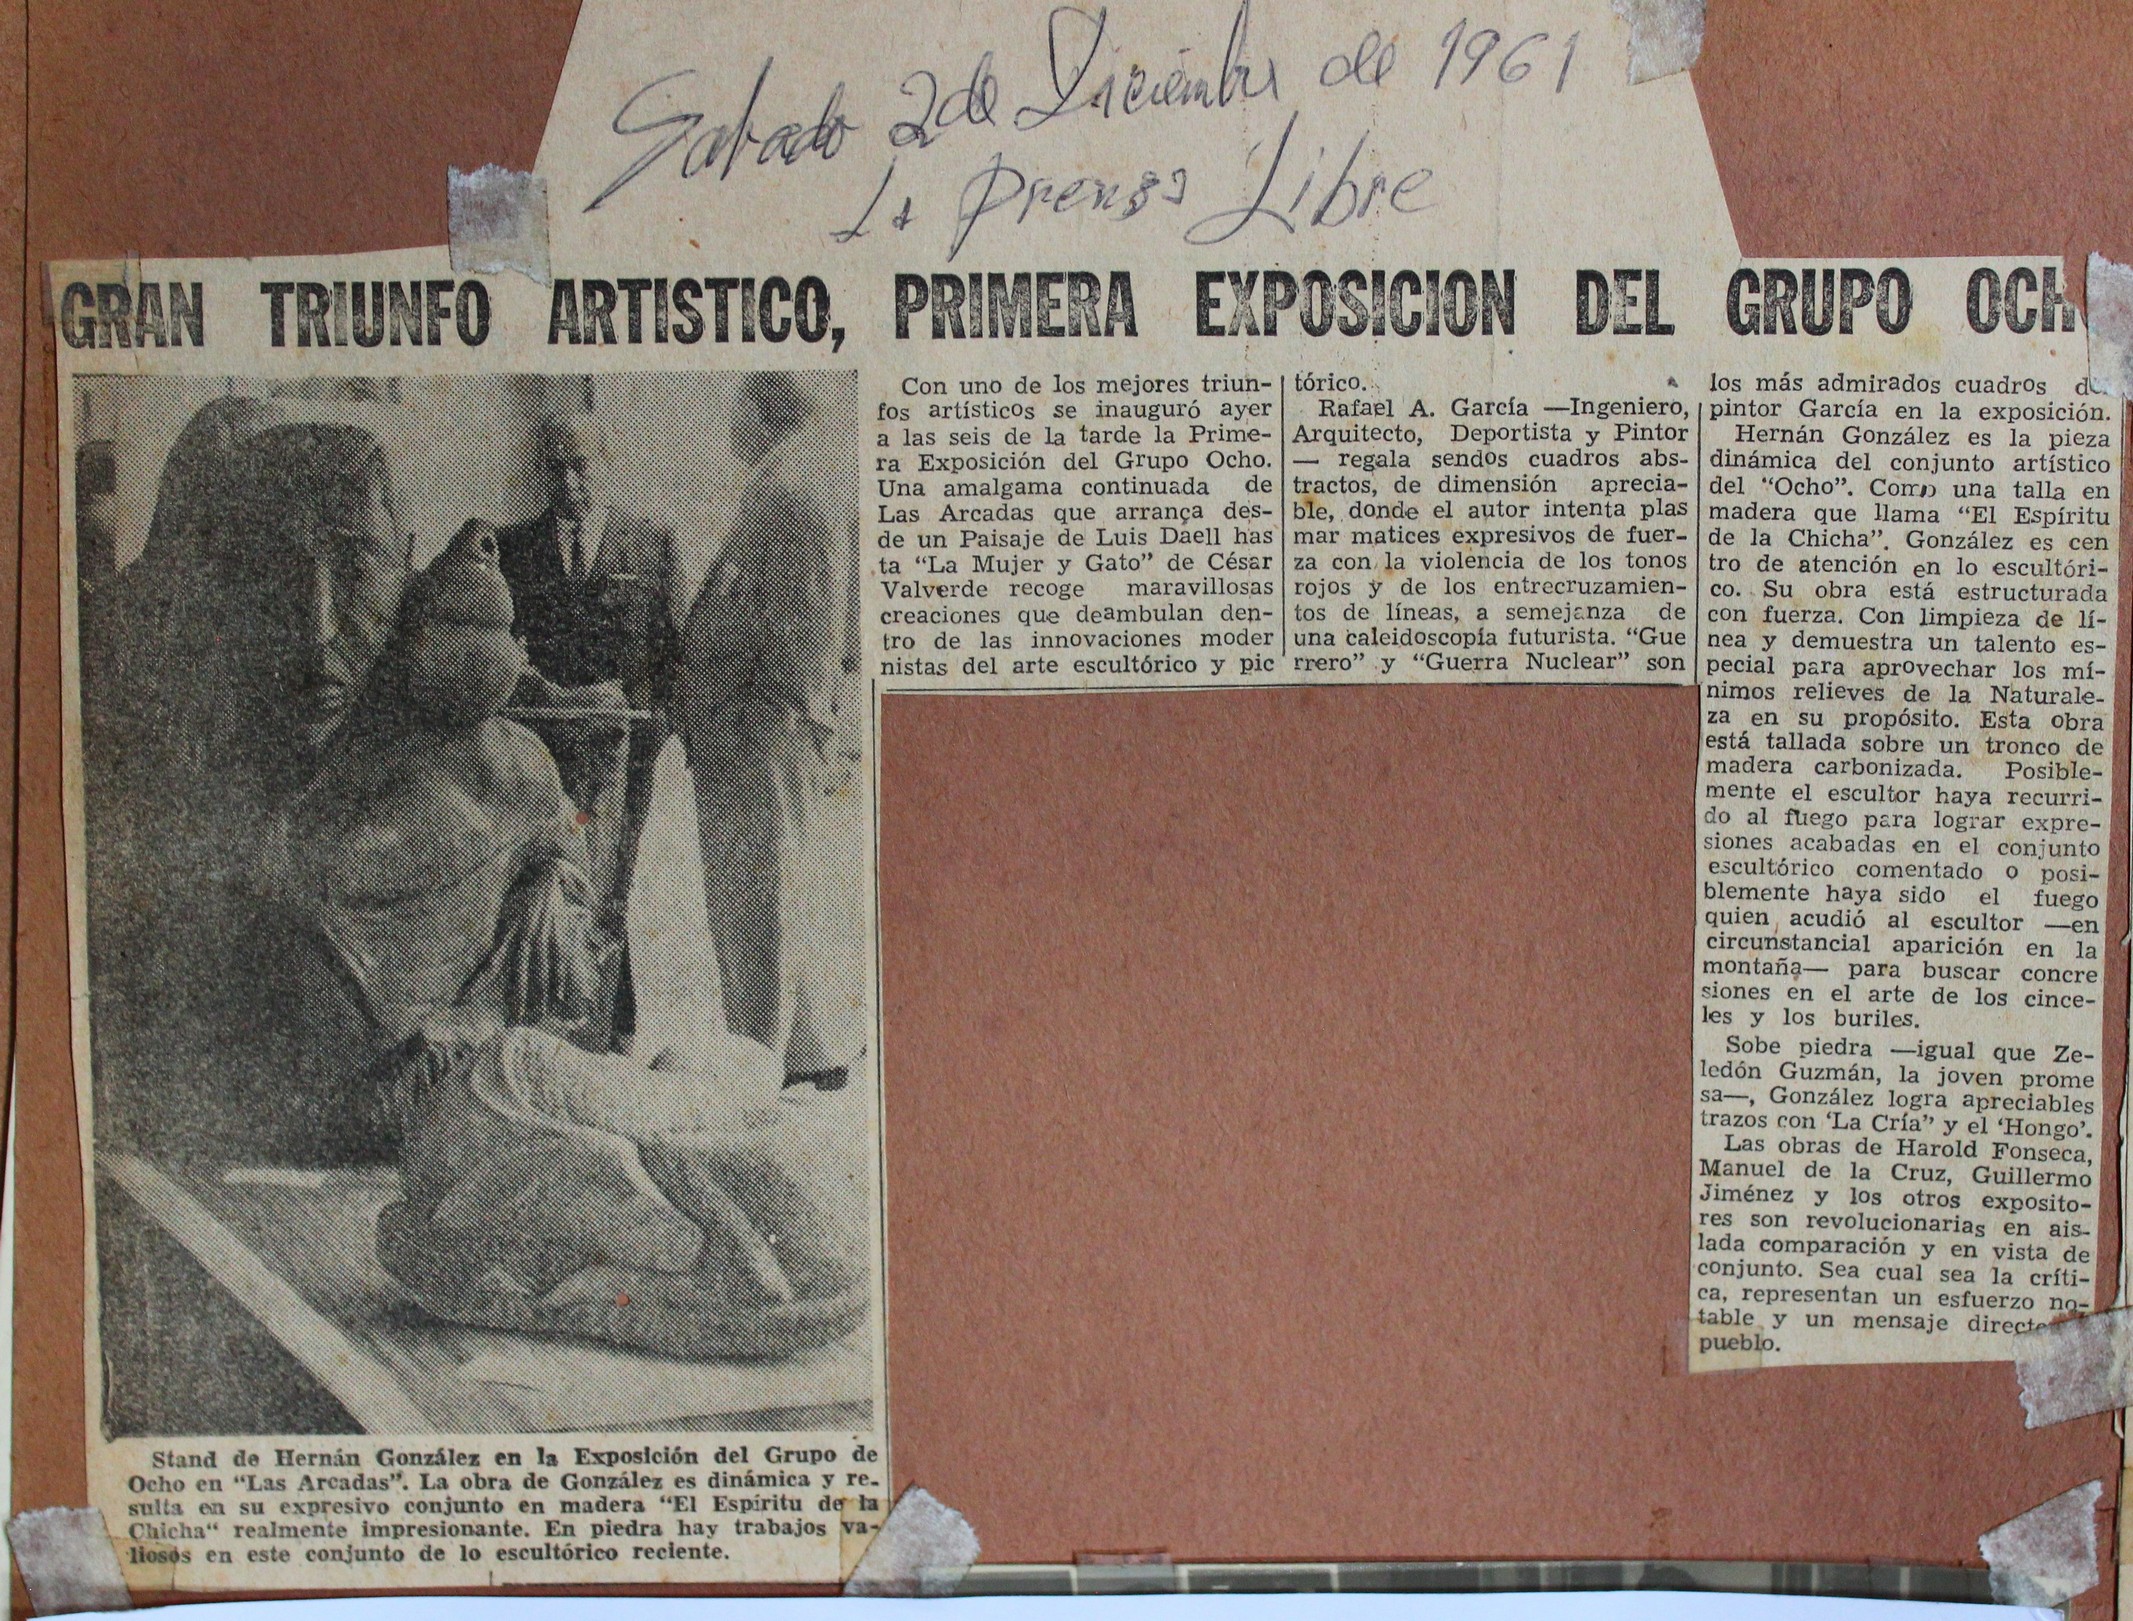 Sabado 2 de Diciembre de 1961
La Prensa Libre
GRAN TRIUNFO ARTISTICO, PRIMERA EXPOSICION DEL GRUPO OCH
Con uno de los mejores triun-
fos artísticos se inauguró ayer
a las seis de la tarde la Prime-
ra Exposición del Grupo Ocho.
Una amalgama continuada de
Las Arcadas que arranca des-
de un Paisaje de Luis Daell has
ta “La Mujer y Gato” de César
Valverde recoge maravillosas
creaciones que deambulan den-
tro de las innovaciones moder
nistas del arte escultórico y pic
tórico.
Rafael A. García —Ingeniero,
Arquitecto, Deportista y Pintor
— regala sendos cuadros abs-
tractos, de dimensión aprecia-
ble, donde el autor intenta plas
mar matices expresivos de fuer-
za con la violencia de los tonos
rojos y de los entrecruzamien-
tos de líneas, a semejanza de
una caleidoscopía futurista. “Gue
rrero” y “Guerra Nuclear” son
los más admirados cuadros
pintor García en la exposición.
Hernán González es la pieza
dinámica del conjunto artístico
del “Ocho”. Como una talla en
madera que llama “El Espíritu
de la Chicha”. González es cen
tro de atención en lo escultóri-
co. Su obra está estructurada
con fuerza. Con limpieza de lí-
nea y demuestra un talento es-
pecial para aprovechar los mí-
nimos relieves de la Naturale-
za en su propósito. Esta obra
está tallada sobre un tronco de
madera carbonizada. Posible-
mente el escultor haya recurri-
do al fuego para lograr expre-
siones acabadas en el conjunto
escultórico comentado o posi-
blemente haya sido el fuego
quien acudió al escultor —en
circunstancial aparición en la
montaña— para buscar concre
siones en el arte de los cince-
les y los buriles.
Sobe piedra —igual que Ze-
ledón Guzmán, la joven prome
sa—, González logra apreciables
trazos con ‘La Cría” y el ‘Hongo’.
Las obras de Harold Fonseca,
Manuel de la Cruz, Guillermo
Jiménez y los otros exposito-
res son revolucionarias en ais-
lada comparación y en vista de
conjunto. Sea cual sea la críti-
ca, representan un esfuerzo no-
table y un mensaje directo
pueblo.
Stand de Hernán González en la Exposición del Grupo de
Ocho en “Las Arcadas”. La obra de González es dinámica y re-
sulta en su expresivo conjunto en madera “El Espíritu de la
Chicha“ realmente impresionante. En piedra hay trabajos va-
liosos en este conjunto de lo escultórico reciente.